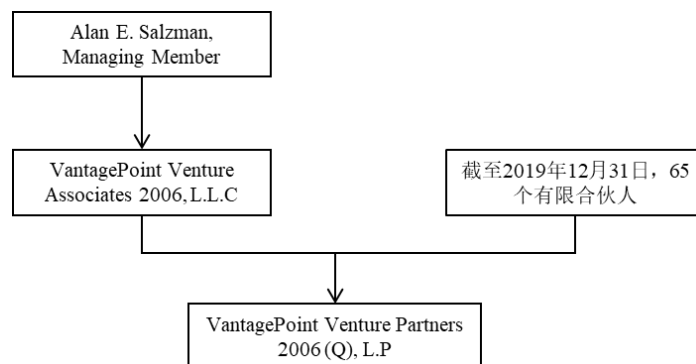 Alan E. Salzman,
Managing Member
VantagePoint Venture
Associates 2006, L.L.C
截至2019年12月31日，65
个有限合伙人
VantagePoint Venture Partners
2006 (Q), L.P